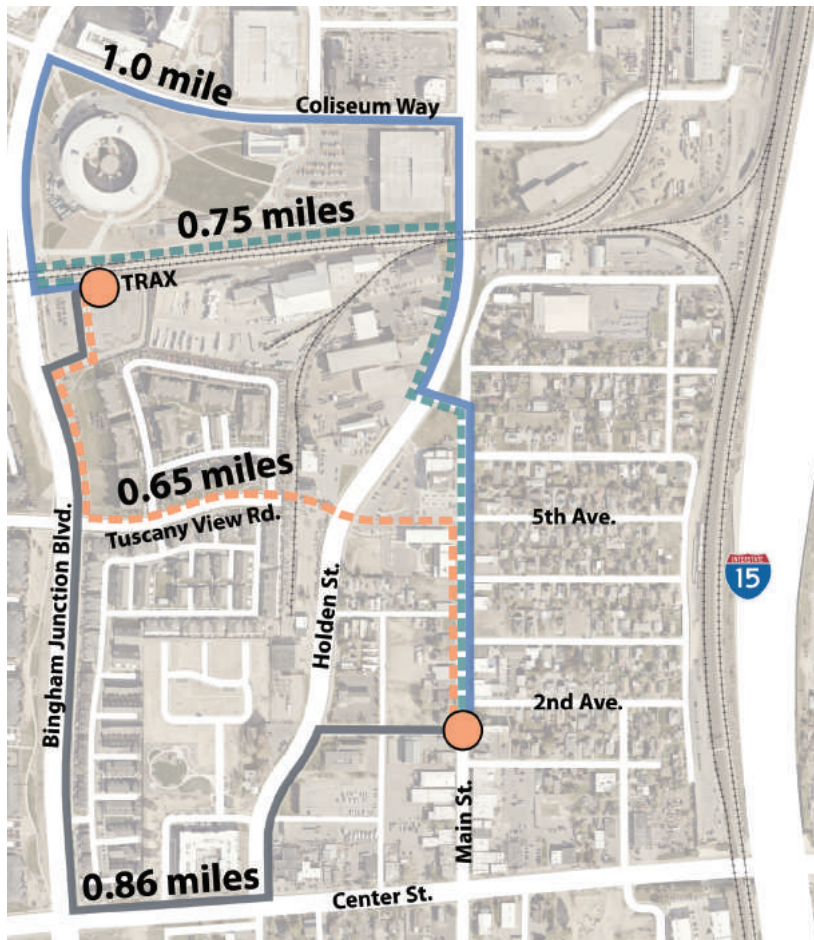 1.0 mile
Coliseum Way
0.75 miles
TRAX
0.65 miles
Tuscany View Rd.
5th Ave.
INTERSTATE
15
Bingham Junction Blvd.
Holden St.
2nd Ave.
Main St.
0.86 miles
Center St.